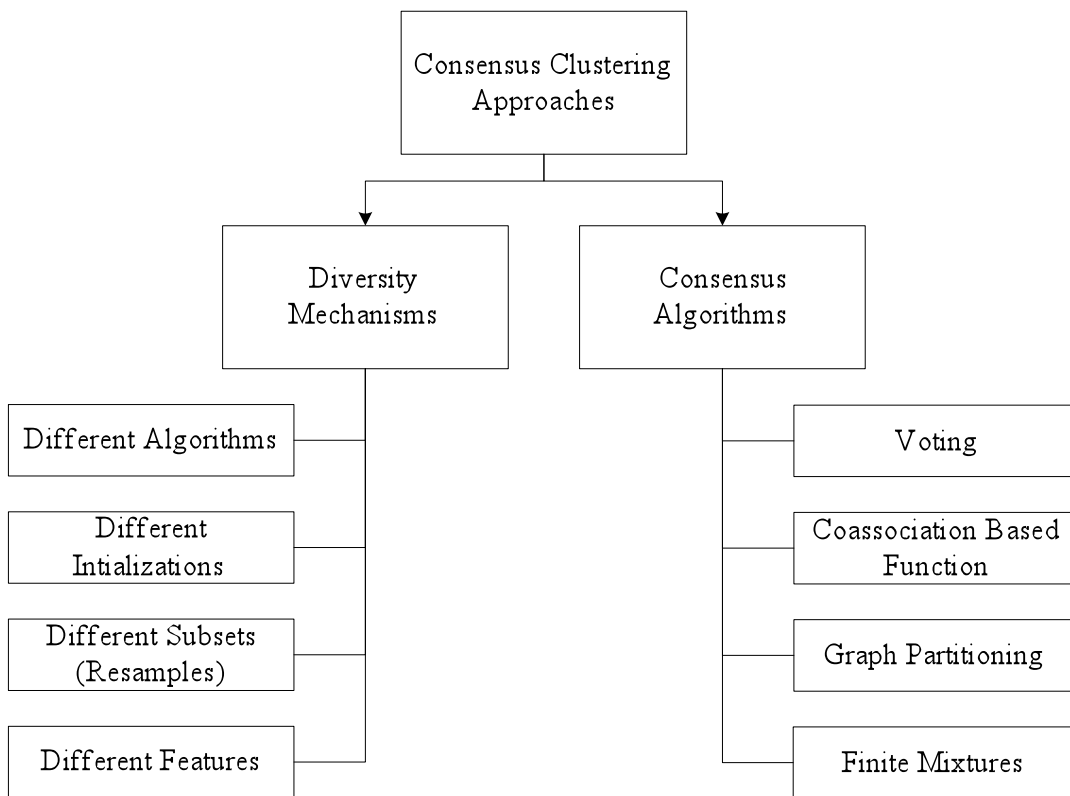 Consensus Clustering
Approaches
Diversity
Mechanisms
Consensus
Algorithms
Different Algorithms
Different
Intializations
Different Subsets
(Resamples)
Different Features
Voting
Coassociation Based
Function
Graph Partitioning
Finite Mixtures